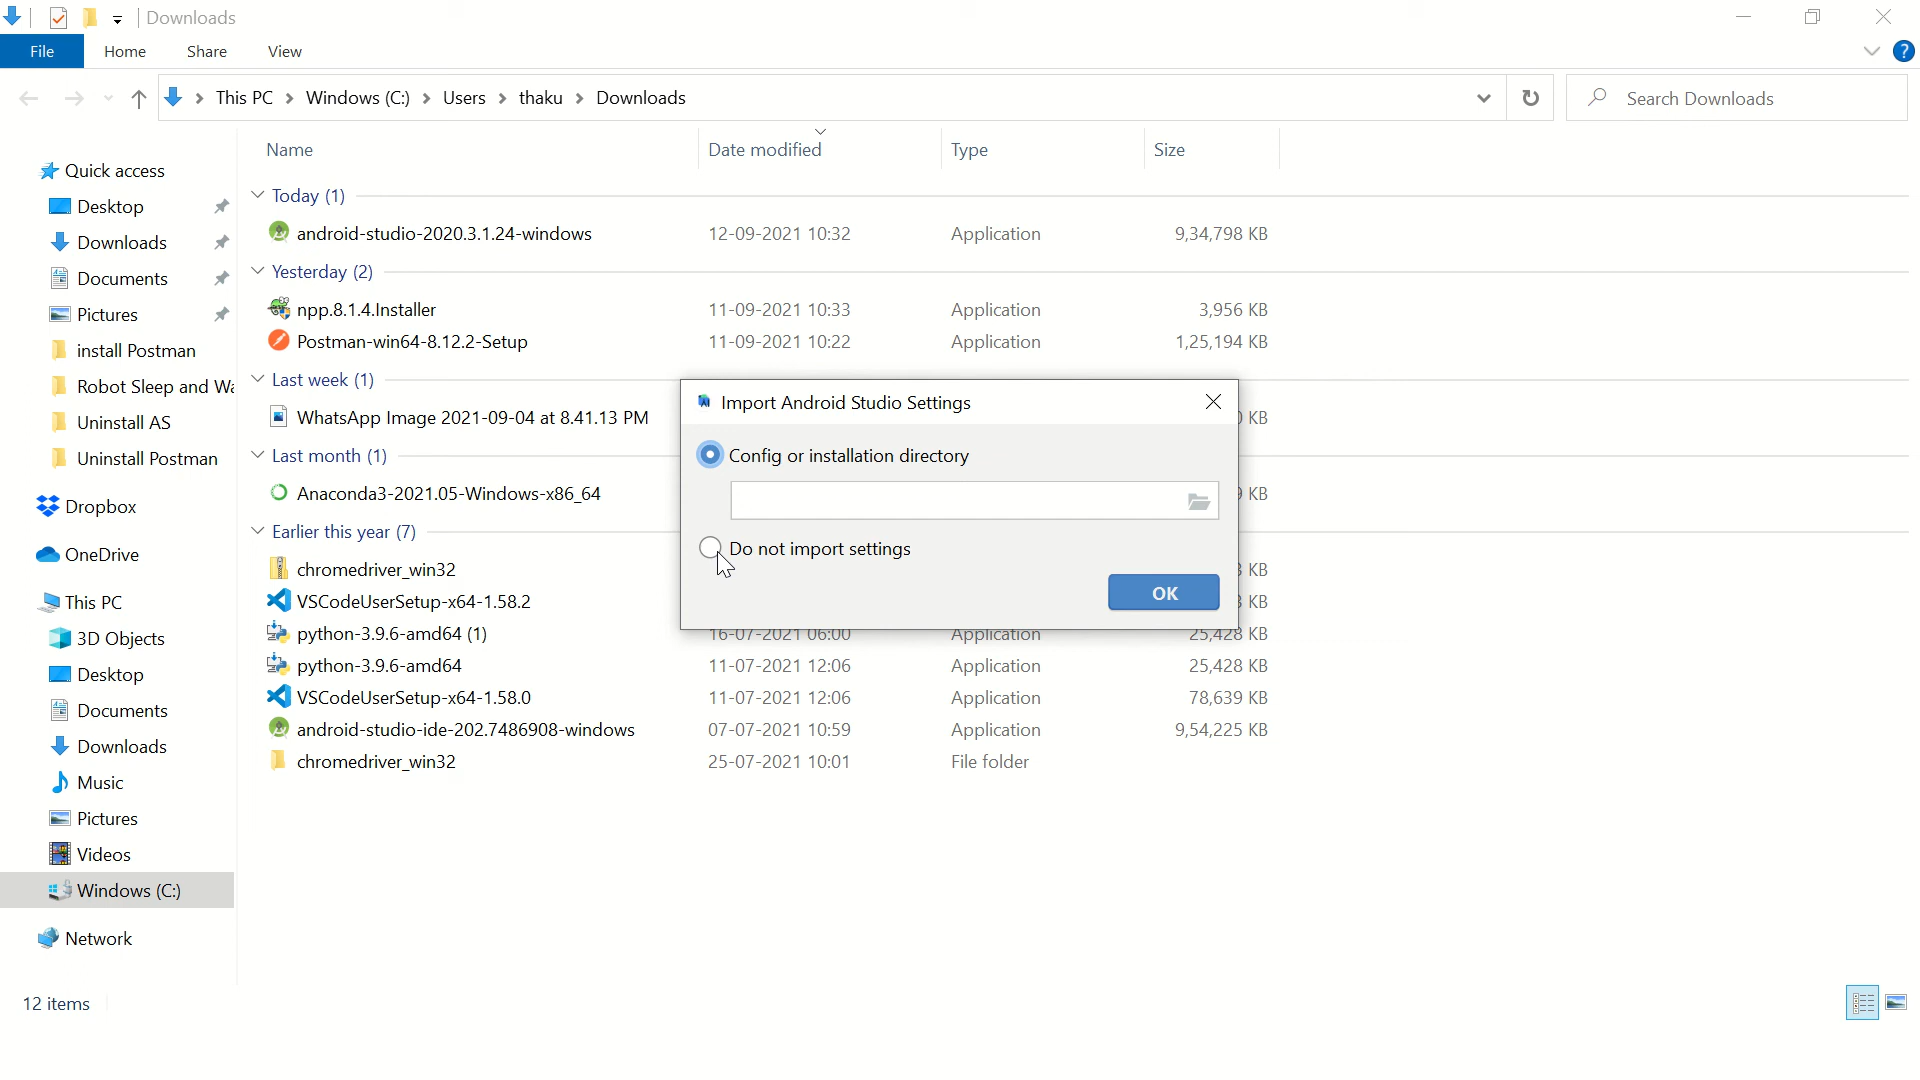 Downloads
File Home Share View ?
This PC > Windows (C:) > Users > thaku > Downloads
Search Downloads
Name Date modified Type Size
Quick access
Desktop
Downloads
Documents
Pictures
install Postman
Robot Sleep and Wa
Uninstall AS
Uninstall Postman
Dropbox
OneDrive
This PC
3D Objects
Desktop
Documents
Downloads
Music
Pictures
Videos
Windows (C:)
Network
Today (1)
android-studio-2020.3.1.24-windows 12-09-2021 10:32 Application 9,34,798 KB
Yesterday (2)
npp.8.1.4.Installer 11-09-2021 10:33 Application 3,956 KB
Postman-win64-8.12.2-Setup 11-09-2021 10:22 Application 1,25,194 KB
Last week (1)
WhatsApp Image 2021-09-04 at 8.41.13 PM KB
Last month (1)
Anaconda3-2021.05-Windows-x86_64 KB
Earlier this year (7)
chromedriver_win32 KB
VSCodeUserSetup-x64-1.58.2 KB
python-3.9.6-amd64 (1) 16-07-2021 06:00 Application 25,428 KB
python-3.9.6-amd64 11-07-2021 12:06 Application 25,428 KB
VSCodeUserSetup-x64-1.58.0 11-07-2021 12:06 Application 78,639 KB
android-studio-ide-202.7486908-windows 07-07-2021 10:59 Application 9,54,225 KB
chromedriver_win32 25-07-2021 10:01 File folder
Import Android Studio Settings
Config or installation directory
Do not import settings
OK
12 items